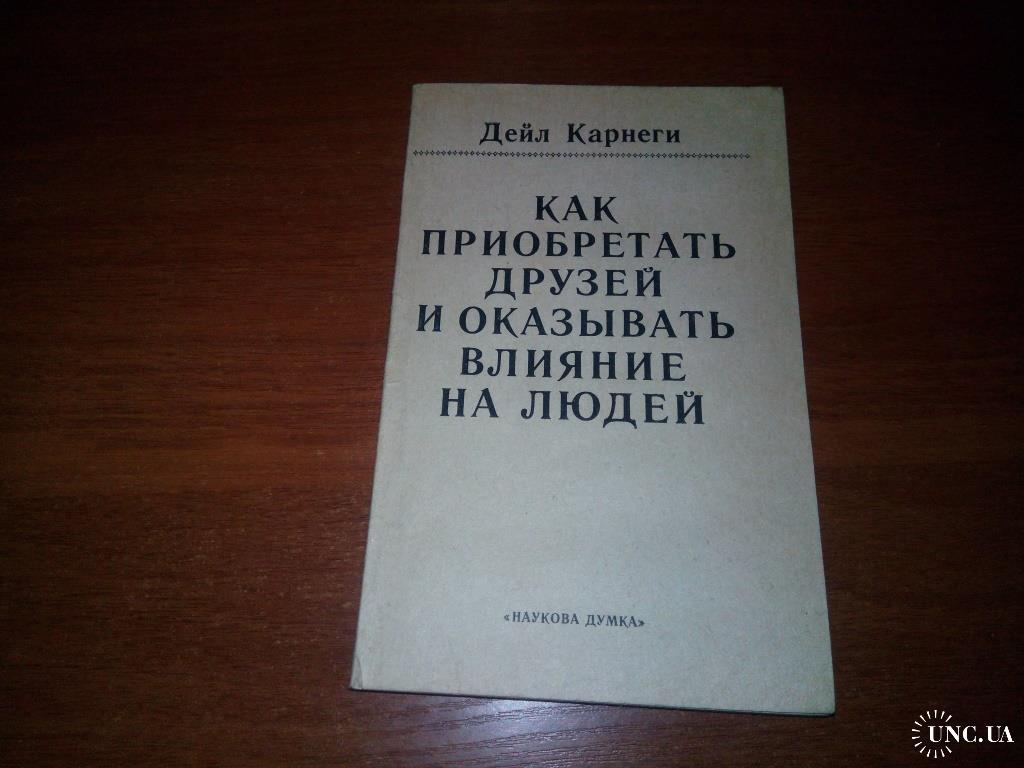 Дейл Карнеги
КАК
ПРИОБРЕТАТЬ
ДРУЗЕЙ
И ОКАЗЫВАТЬ
ВЛИЯНИЕ
НА ЛЮДЕЙ
«НАУКОВА ДУМКА»
UNC.UA